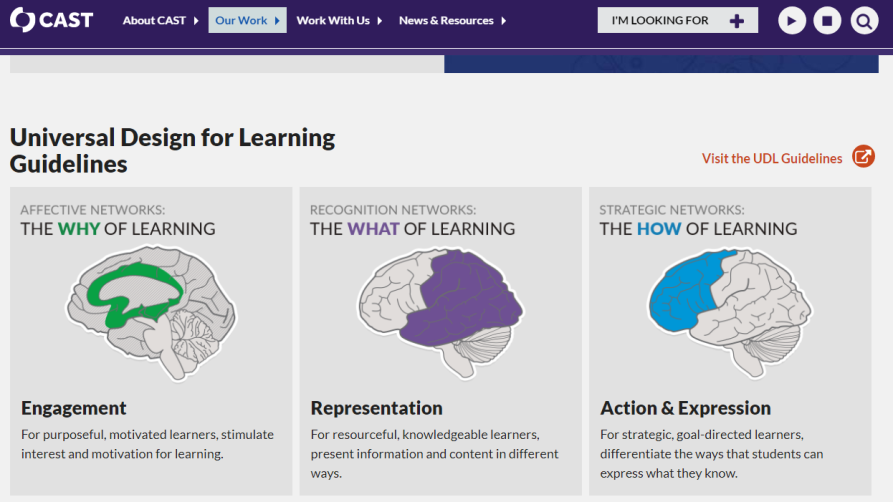 CAST
About CAST
Our Work
Work With Us
News & Resources
I'M LOOKING FOR
Universal Design for Learning
Guidelines
Visit the UDL Guidelines
AFFECTIVE NETWORKS:
THE WHY OF LEARNING
Engagement
For purposeful, motivated learners, stimulate
interest and motivation for learning.
RECOGNITION NETWORKS:
THE WHAT OF LEARNING
Representation
For resourceful, knowledgeable learners,
present information and content in different
ways.
STRATEGIC NETWORKS:
THE HOW OF LEARNING
Action & Expression
For strategic, goal-directed learners,
differentiate the ways that students can
express what they know.